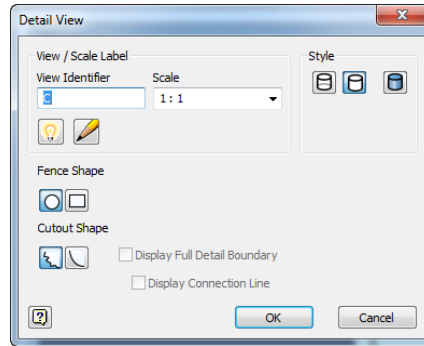 Detail View
View / Scale Label
Style
View Identifier
Scale
C
1 : 1
Fence Shape
Cutout Shape
Display Full Detail Boundary
Display Connection Line
?
OK
Cancel